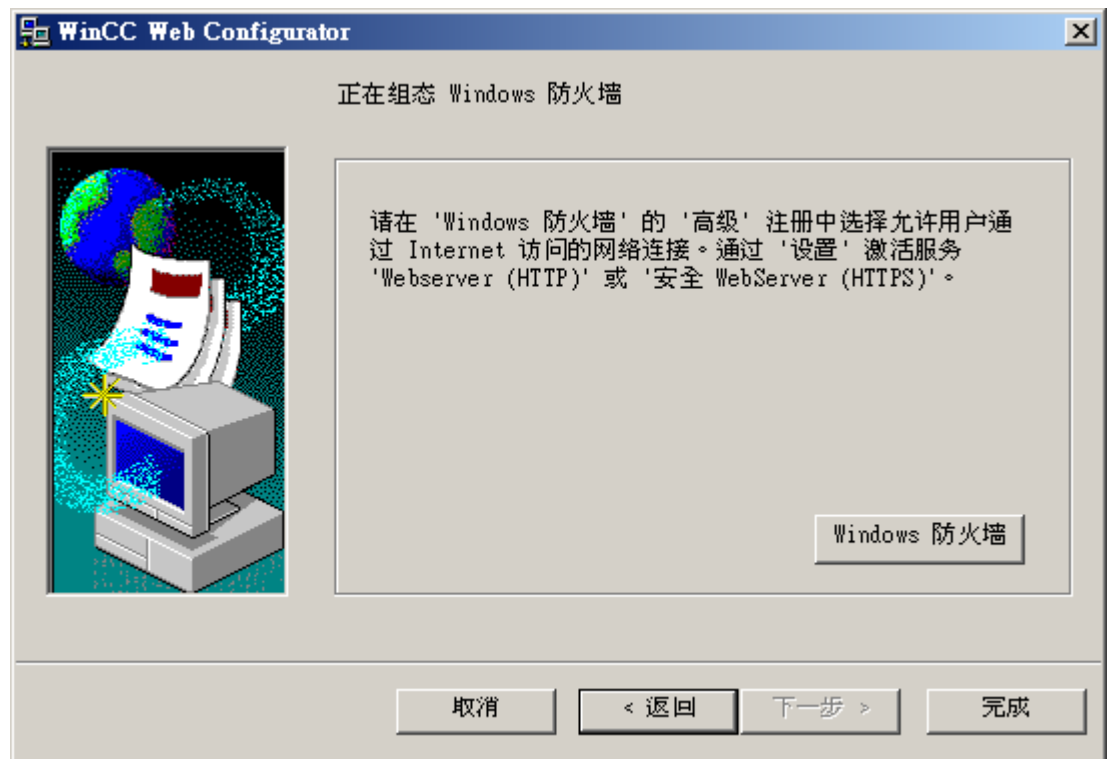 WinCC Web Configurator
正在组态 Windows 防火墙
请在 'Windows 防火墙' 的 '高级' 注册中选择允许用户通
过 Internet 访问的网络连接。通过 '设置' 激活服务
'Webserver (HTTP)' 或 '安全 WebServer (HTTPS)'。
Windows 防火墙
取消
< 返回
下一步 >
完成